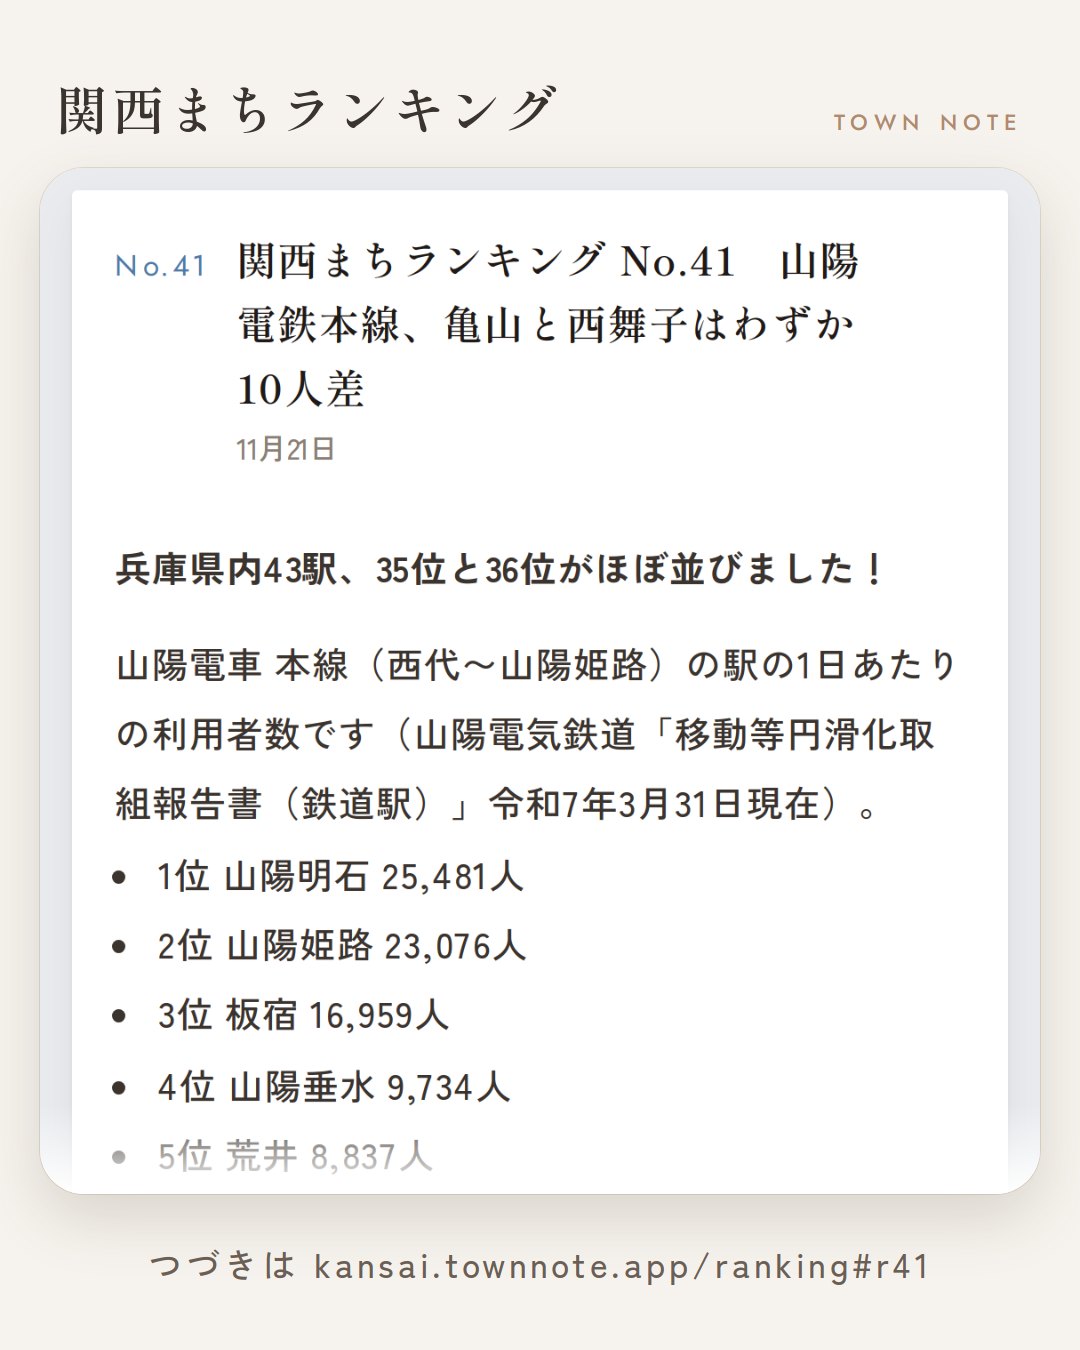 関西まちランキング
TOWN NOTE
No.41
関西まちランキング No.41　山陽
電鉄本線、亀山と西舞子はわずか
10人差
11月21日
兵庫県内43駅、35位と36位がほぼ並びました！
山陽電車 本線（西代〜山陽姫路）の駅の1日あたり
の利用者数です（山陽電気鉄道「移動等円滑化取
組報告書（鉄道駅）」令和7年3月31日現在）。
• 1位 山陽明石 25,481人
• 2位 山陽姫路 23,076人
• 3位 板宿 16,959人
• 4位 山陽垂水 9,734人
• 5位 荒井 8,837人
つづきは kansai.townnote.app/ranking#r41